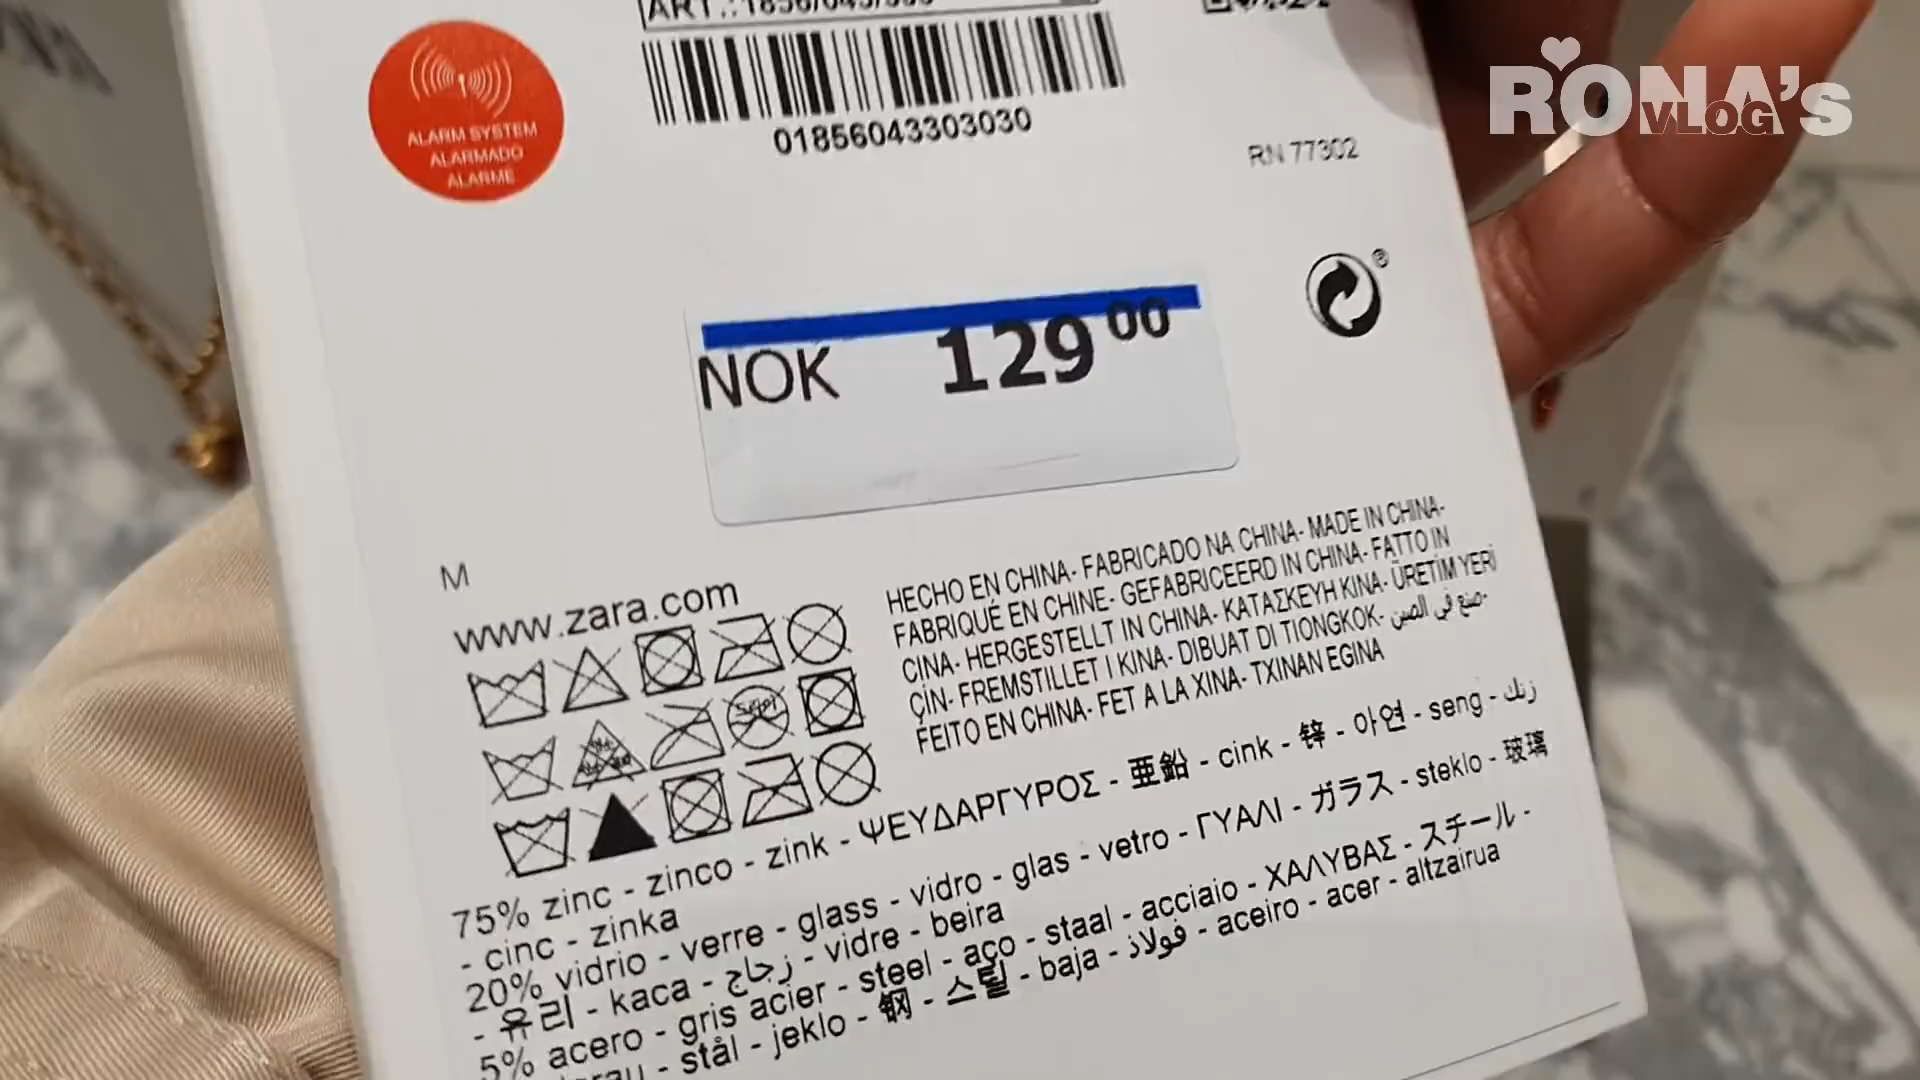 RONA's
VLOG
ALARM SYSTEM
ALARMADO
ALARME
01856043303030
RN 77302
NOK 129 00
M
www.zara.com
HECHO EN CHINA- FABRICADO NA CHINA- MADE IN CHINA-
FABRIQUÉ EN CHINE- GEFABRICEERD IN CHINA- FATTO IN
CINA- HERGESTELLT IN CHINA- ΚΑΤΑΣΚΕΥΗ ΚΙΝΑ- ÜRETİM YERİ
ÇİN- FREMSTILLET I KINA- DIBUAT DI TIONGKOK- صنع في الصين-
FEITO EN CHINA- FET A LA XINA- TXINAN EGINA
75% zinc - zinco - zink - ΨΕΥΔΑΡΓΥΡΟΣ - 亜鉛 - cink - 锌 - 아연 - seng - زنك
- cinc - zinka
20% vidrio - verre - glass - vidro - glas - vetro - ΓΥΑΛΙ - ガラス - steklo - 玻璃
- 유리 - kaca - زجاج - vidre - beira
5% acero - gris acier - steel - aço - staal - acciaio - ΧΑΛΥΒΑΣ - スチール -
- stål - jeklo - 钢 - 스틸 - baja - فولاذ - aceiro - acer - altzairua